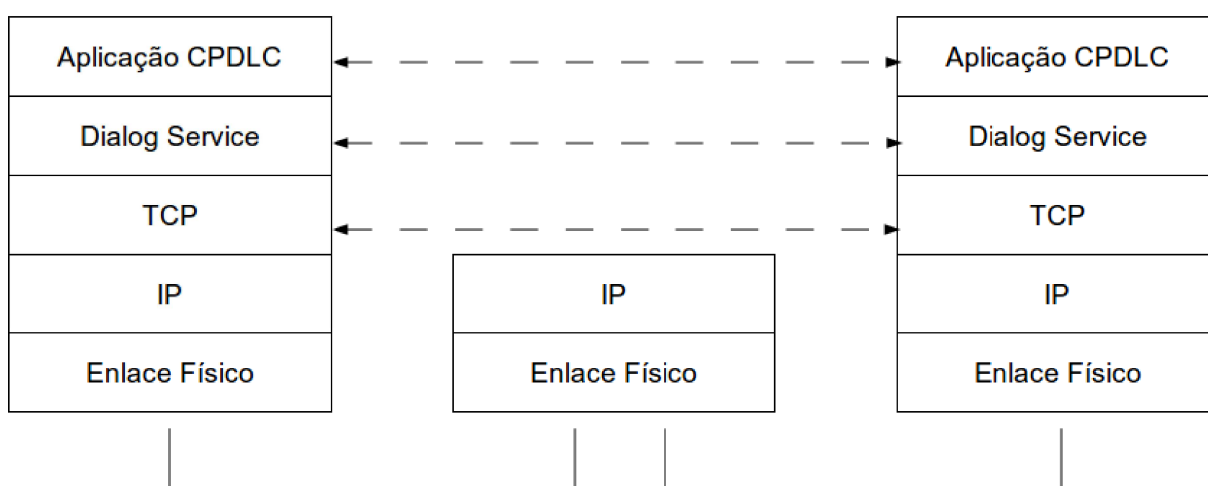 Aplicação CPDLC
Aplicação CPDLC
Dialog Service
Dialog Service
TCP
TCP
IP
IP
IP
Enlace Físico
Enlace Físico
Enlace Físico